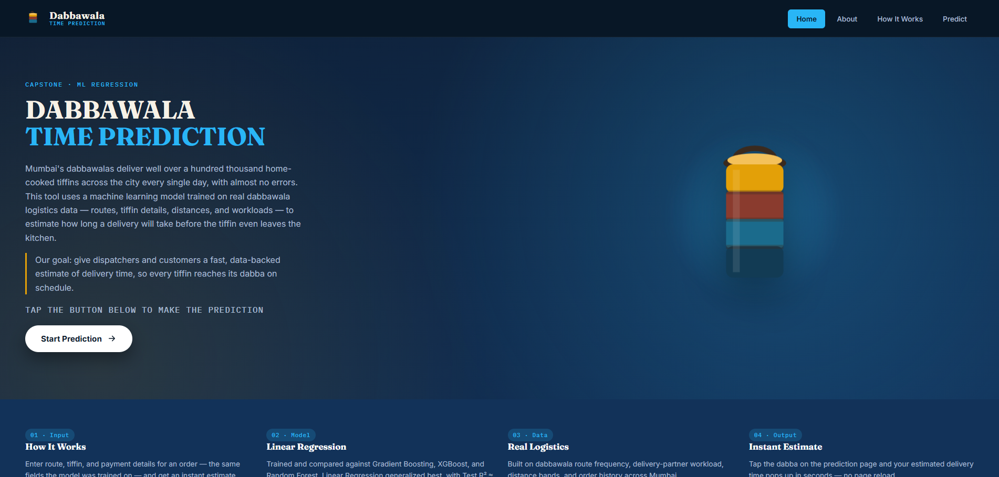 Dabbawala
TIME PREDICTION
Home
About
How It Works
Predict
CAPSTONE · ML REGRESSION
DABBAWALA
TIME PREDICTION
Mumbai's dabbawalas deliver well over a hundred thousand home-
cooked tiffins across the city every single day, with almost no errors.
This tool uses a machine learning model trained on real dabbawala
logistics data — routes, tiffin details, distances, and workloads — to
estimate how long a delivery will take before the tiffin even leaves the
kitchen.
Our goal: give dispatchers and customers a fast, data-backed
estimate of delivery time, so every tiffin reaches its dabba on
schedule.
TAP THE BUTTON BELOW TO MAKE THE PREDICTION
Start Prediction →
01 · Input
How It Works
Enter route, tiffin, and payment details for an order — the same
fields the model was trained on — and get an instant estimate
02 · Model
Linear Regression
Trained and compared against Gradient Boosting, XGBoost, and
Random Forest. Linear Regression generalized best, with Test R² ≈
03 · Data
Real Logistics
Built on dabbawala route frequency, delivery-partner workload,
distance bands, and order history across Mumbai
04 · Output
Instant Estimate
Tap the dabba on the prediction page and your estimated delivery
time pops up in seconds — no page reload